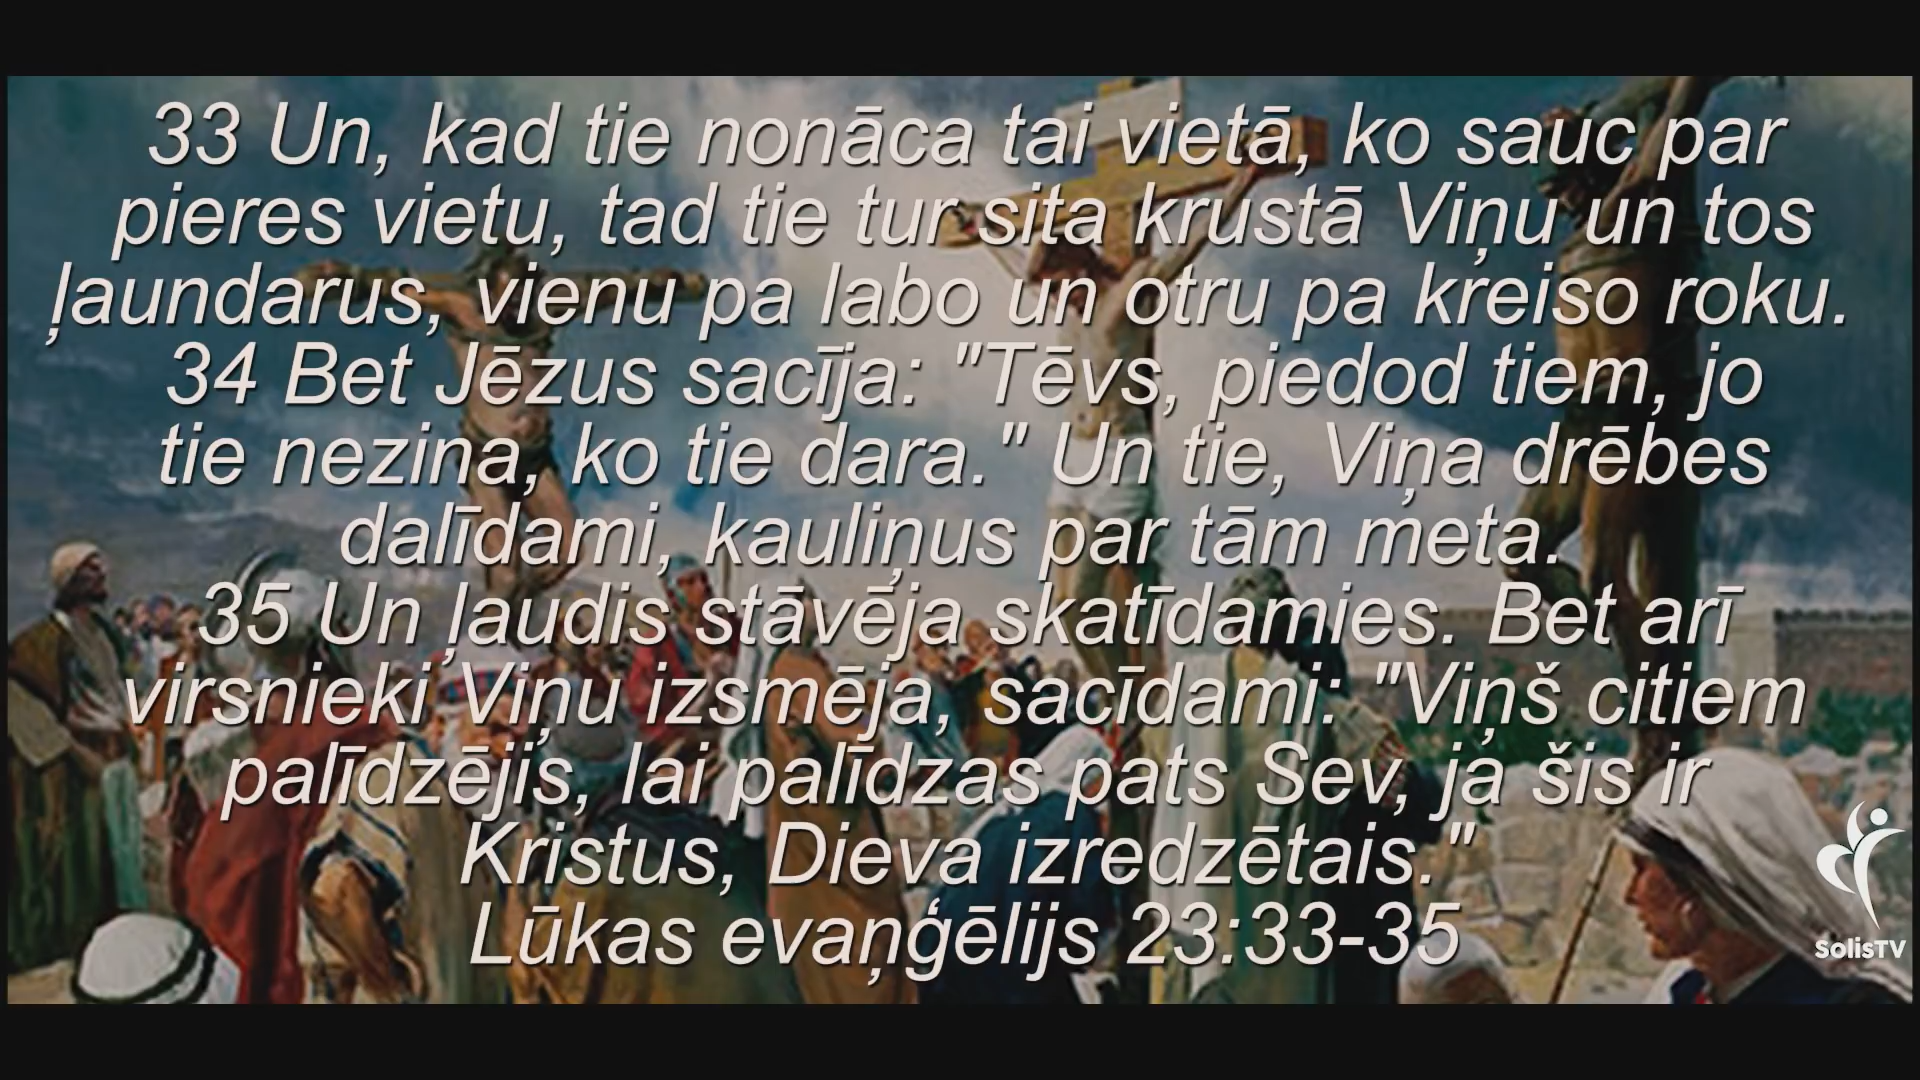 33 Un, kad tie nonāca tai vietā, ko sauc par
pieres vietu, tad tie tur sita krustā Viņu un tos
ļaundarus, vienu pa labo un otru pa kreiso roku.
34 Bet Jēzus sacīja: "Tēvs, piedod tiem, jo
tie nezina, ko tie dara." Un tie, Viņa drēbes
dalīdami, kauliņus par tām meta.
35 Un ļaudis stāvēja skatīdamies. Bet arī
virsnieki Viņu izsmēja, sacīdami: "Viņš citiem
palīdzējis, lai palīdzas pats Sev, ja šis ir
Kristus, Dieva izredzētais."
Lūkas evaņģēlijs 23:33-35
SolisTV